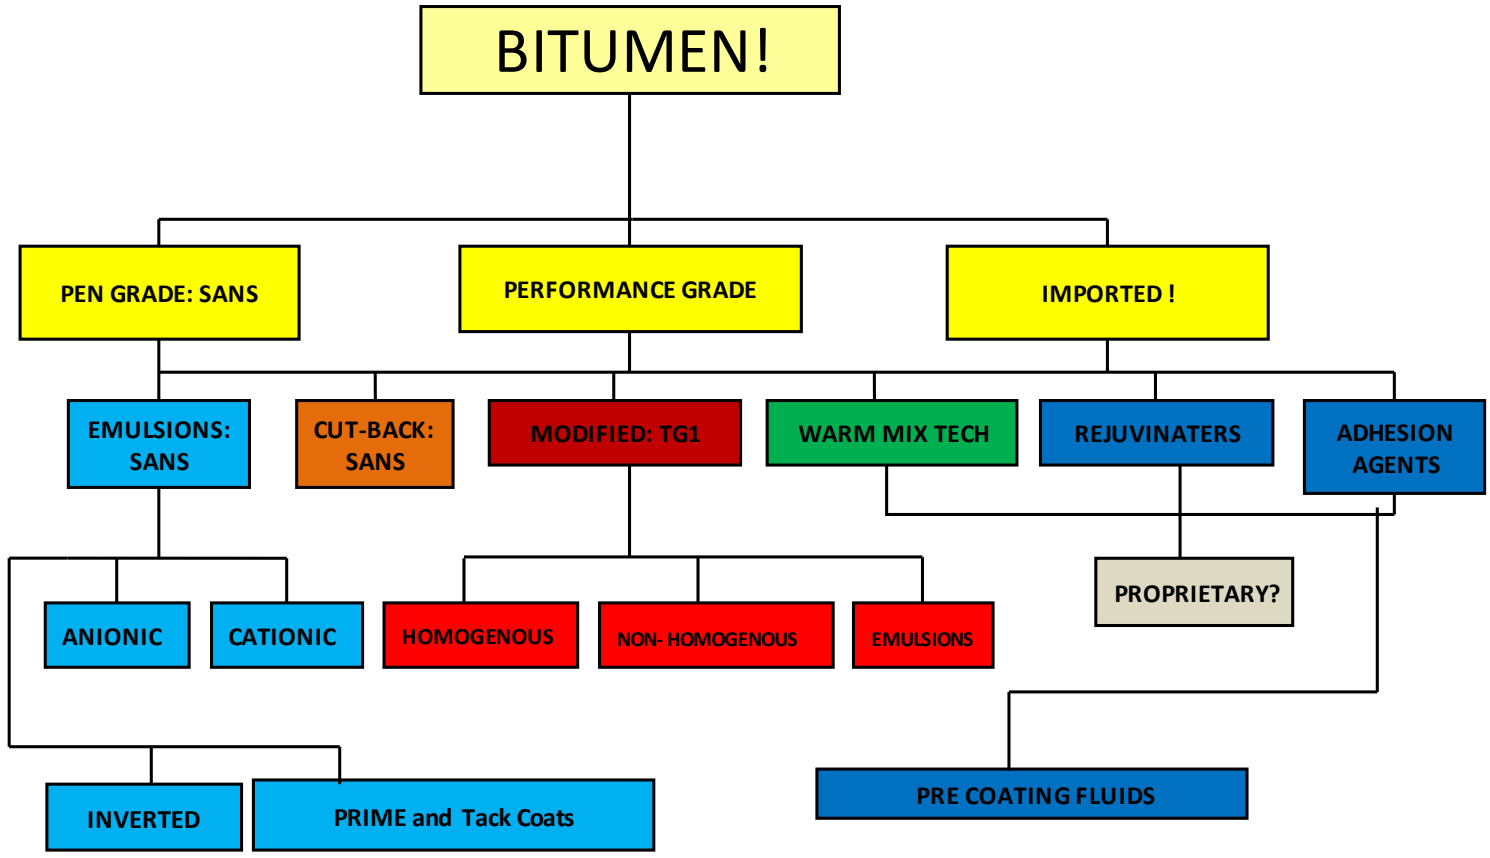 BITUMEN!
PEN GRADE: SANS
PERFORMANCE GRADE
IMPORTED !
EMULSIONS:
SANS
CUT-BACK:
SANS
MODIFIED: TG1
WARM MIX TECH
REJUVINATERS
ADHESION
AGENTS
PROPRIETARY?
ANIONIC
CATIONIC
HOMOGENOUS
NON- HOMOGENOUS
EMULSIONS
INVERTED
PRIME and Tack Coats
PRE COATING FLUIDS